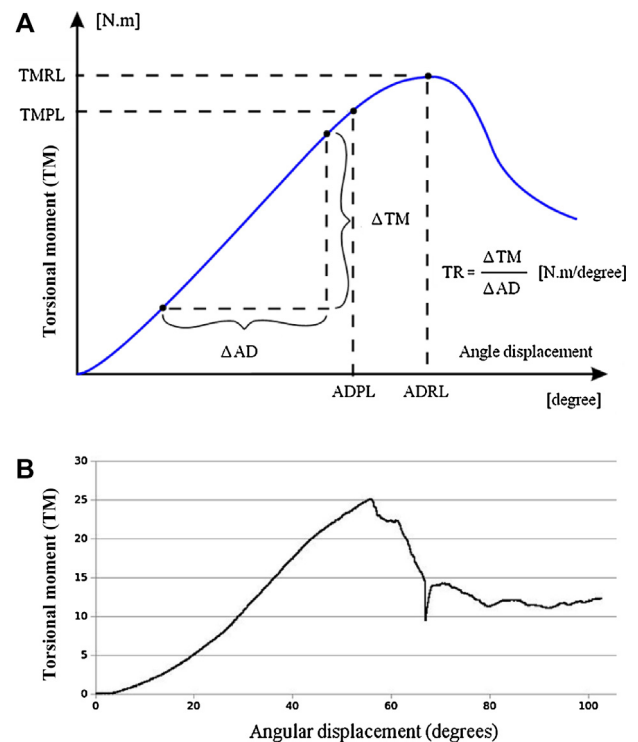 A
[N.m]
TMRL
TMPL
Torsional moment (TM)
ΔTM
TR = ΔTM / ΔAD [N.m/degree]
ΔAD
Angle displacement
ADPL
ADRL
[degree]
B
Torsional moment (TM)
30
25
20
15
10
5
0
0
20
40
60
80
100
Angular displacement (degrees)